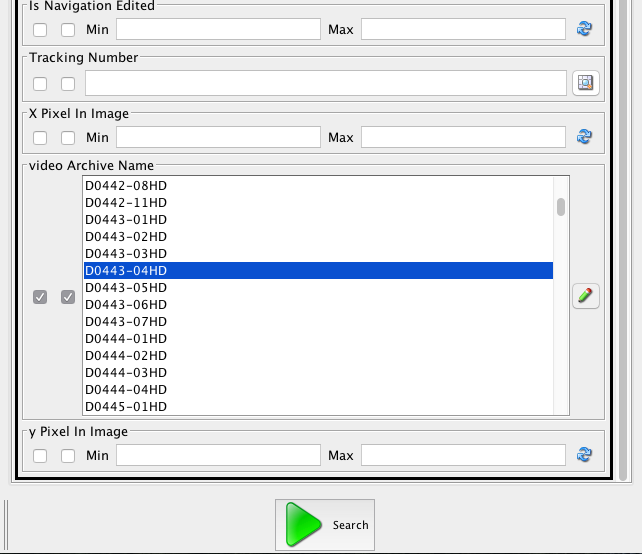 Is Navigation Edited
Min Max
Tracking Number
X Pixel In Image
Min Max
video Archive Name
D0442-08HD
D0442-11HD
D0443-01HD
D0443-02HD
D0443-03HD
D0443-04HD
D0443-05HD
D0443-06HD
D0443-07HD
D0444-01HD
D0444-02HD
D0444-03HD
D0444-04HD
D0445-01HD
y Pixel In Image
Min Max
Search